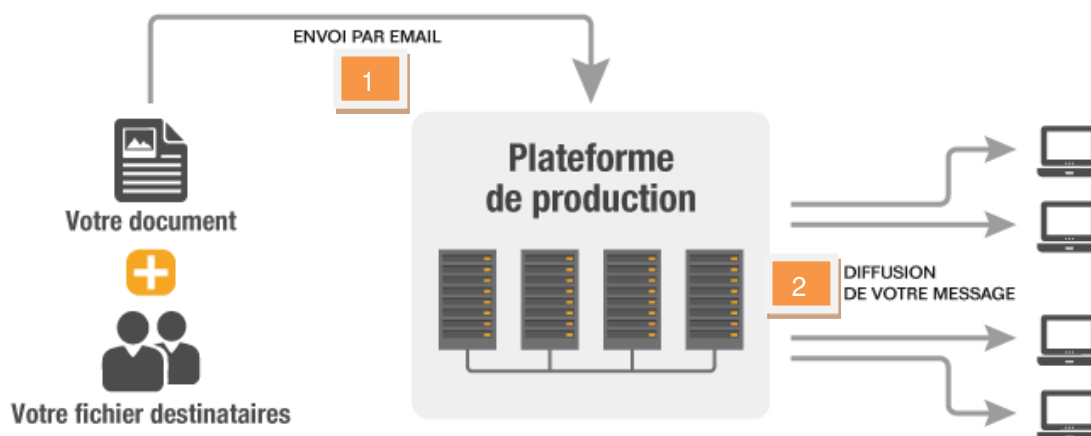 ENVOI PAR EMAIL
1
Plateforme
de production
Votre document
2
DIFFUSION
DE VOTRE MESSAGE
Votre fichier destinataires